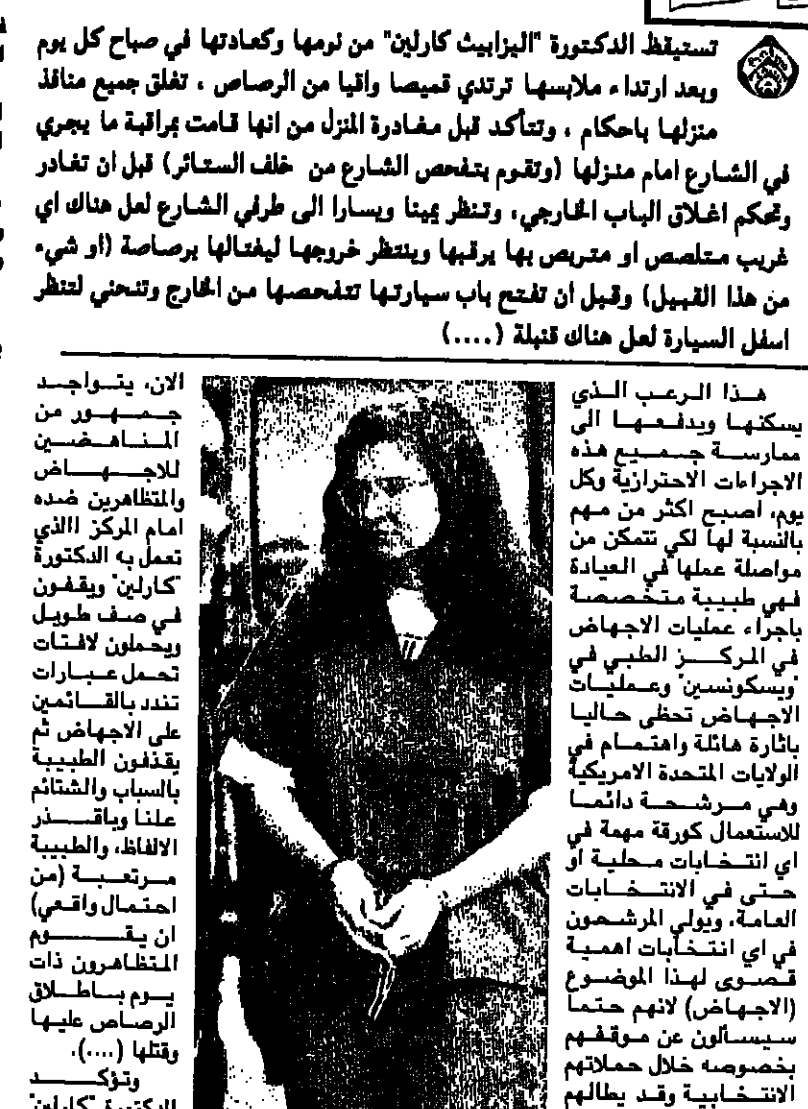 تستيقظ الدكتورة "اليزابيث كارلين" من نومها وكعادتها في صباح كل يوم
وبعد ارتداء ملابسها ترتدي قميصا واقيا من الرصاص ، تغلق جميع منافذ
منزلها باحكام ، وتتأكد قبل مغادرة المنزل من انها قامت بمراقبة ما يجري
في الشارع امام منزلها (وتقوم بتفحص الشارع من خلف الستائر) قبل ان تغادر
وتحكم اغلاق الباب الخارجي، وتنظر يمينا ويسارا الى طرفي الشارع لعل هناك اي
غريب متلصص او متربص بها يرقبها وينتظر خروجها ليغتالها برصاصة (او شيء
من هذا القبيل) وقبل ان تفتح باب سيارتها تتفحصها من الخارج وتنحني لتنظر
اسفل السيارة لعل هناك قنبلة (....)
هذا الرعب الذي
يسكنها ويدفعها الى
ممارسة جميع هذه
الاجراءات الاحترازية وكل
يوم، اصبح اكثر من مهم
بالنسبة لها لكي تتمكن من
مواصلة عملها في العيادة
فهي طبيبة متخصصة
باجراء عمليات الاجهاض
في المركز الطبي في
"ويسكونسين" وعمليات
الاجهاض تحظى حاليا
باثارة هائلة واهتمام في
الولايات المتحدة الامريكية
وهي مرشحة دائما
للاستعمال كورقة مهمة في
اي انتخابات محلية او
حتى في الانتخابات
العامة، ويولي المرشحون
في اي انتخابات اهمية
قصوى لهذا الموضوع
(الاجهاض) لانهم حتما
سيسألون عن موقفهم
بخصوصه خلال حملاتهم
الانتخابية وقد يطالهم
الان، يتواجد
جمهور من
المناهضين
للاجهاض
والمتظاهرين ضده
امام المركز االذي
تعمل به الدكتورة
"كارلين" ويقفون
في صف طويل
ويحملون لافتات
تحمل عبارات
تندد بالقائمين
على الاجهاض ثم
يقذفون الطبيبة
بالسباب والشتائم
علنا وباقذر
الالفاظ، والطبيبة
مرتعبة (من
احتمال واقعي)
ان يقوم
المتظاهرون ذات
يوم باطلاق
الرصاص عليها
وقتلها (....).
وتؤكد
الدكتورة "كارلين"